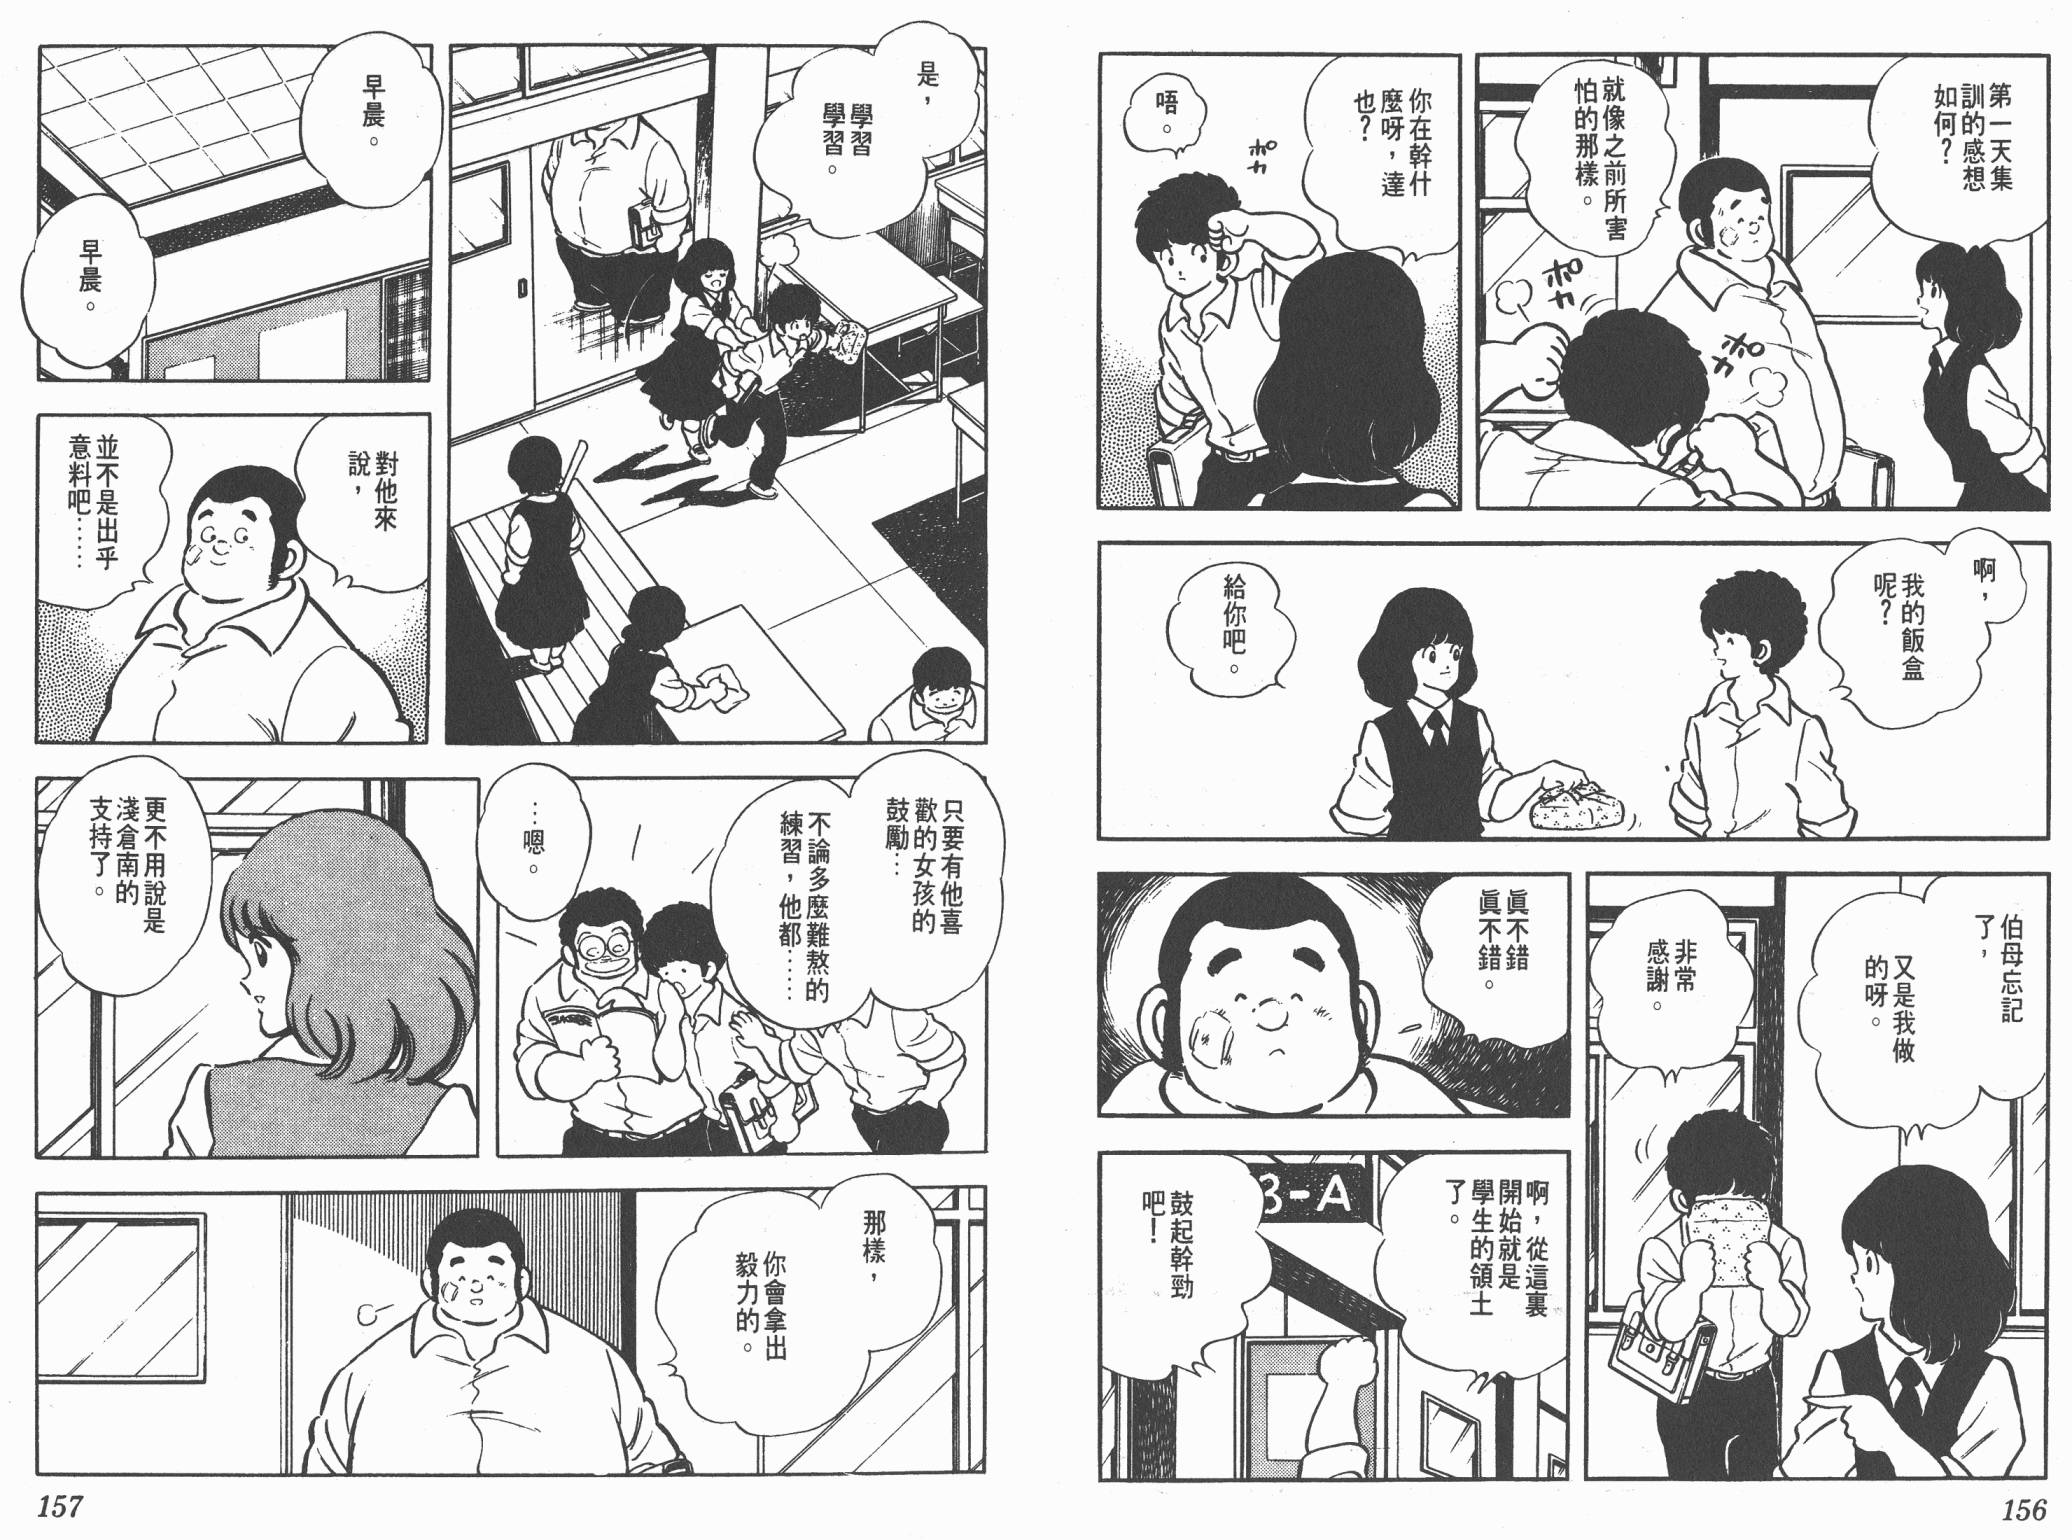 第一天集
訓的感想
如何?
就像之前所害
怕的那樣。
ポカ
ポカ
你在幹什
麼呀,達
也?
ポカ
唔。
啊,
我的飯盒
呢?
給你吧。
伯母忘記
了,
又是我做
的呀。
非常
感謝。
眞不錯
眞不錯。
啊,從這裏
開始就是
學生的領土
了。
3-A
鼓起幹勁
吧!
156
是,
學習
學習。
早晨。
早晨。
對他來
說,
並不是出乎
意料吧……
只要有他喜
歡的女孩的
鼓勵…
不論多麼難熬的
練習,他都……
…嗯。
更不用說是
淺倉南的
支持了。
那樣,
你會拿出
毅力的。
157